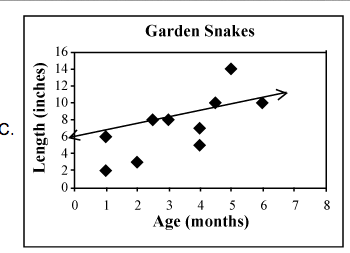 Garden Snakes
C.
Length (inches)
16
14
12
10
8
6
4
2
0
0 1 2 3 4 5 6 7 8
Age (months)